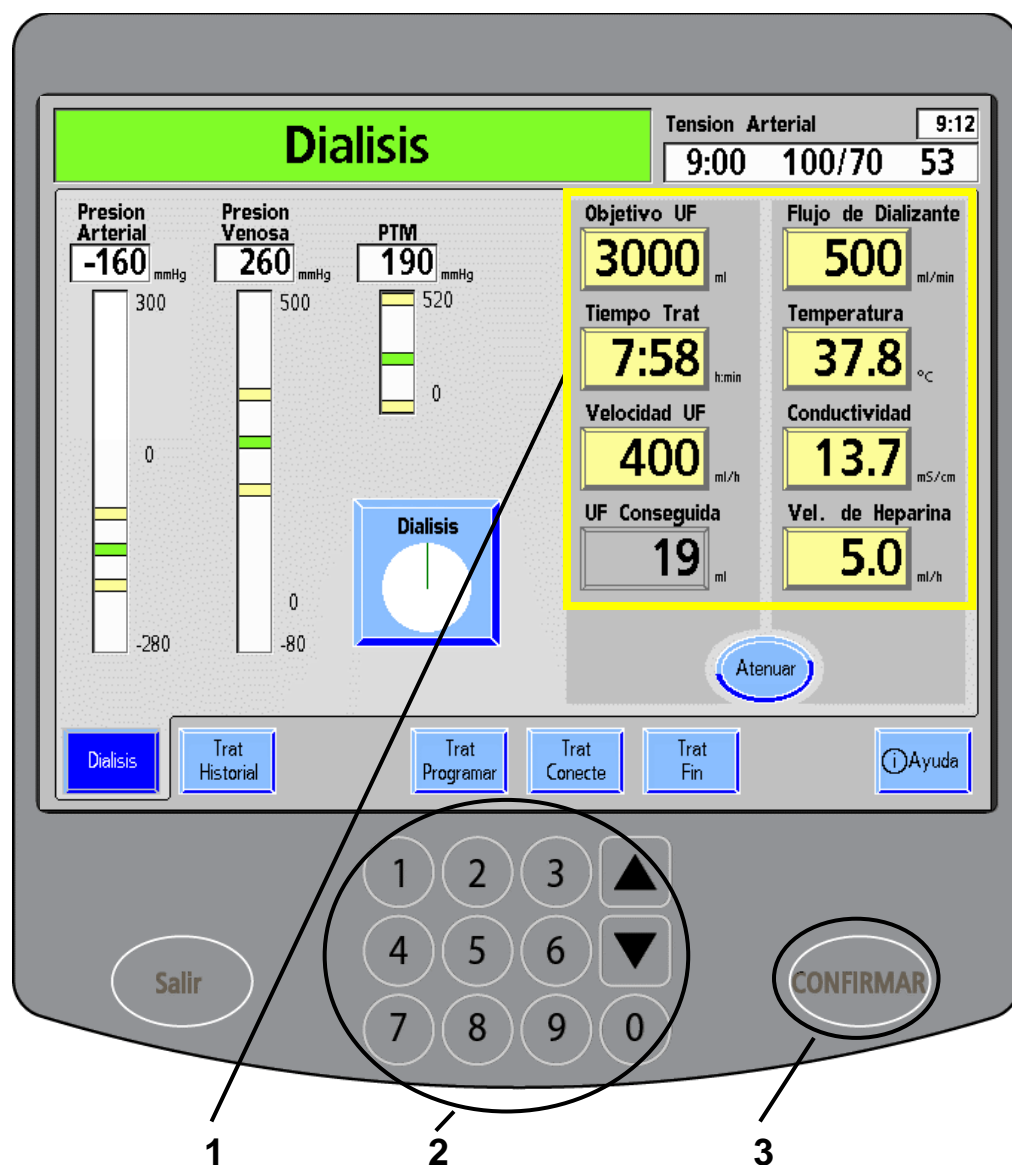 Dialisis
Tension Arterial 9:12
9:00 100/70 53
Presion Arterial
-160 mmHg
300
0
-280
Presion Venosa
260 mmHg
500
0
-80
PTM
190 mmHg
520
0
Dialisis
Objetivo UF
3000 ml
Tiempo Trat
7:58 h:min
Velocidad UF
400 ml/h
UF Conseguida
19 ml
Flujo de Dializante
500 ml/min
Temperatura
37.8 °C
Conductividad
13.7 mS/cm
Vel. de Heparina
5.0 ml/h
Atenuar
Dialisis
Trat
Historial
Trat
Programar
Trat
Conecte
Trat
Fin
i Ayuda
1 2 3 ▲
4 5 6 ▼
7 8 9 0
Salir
CONFIRMAR
1 2 3